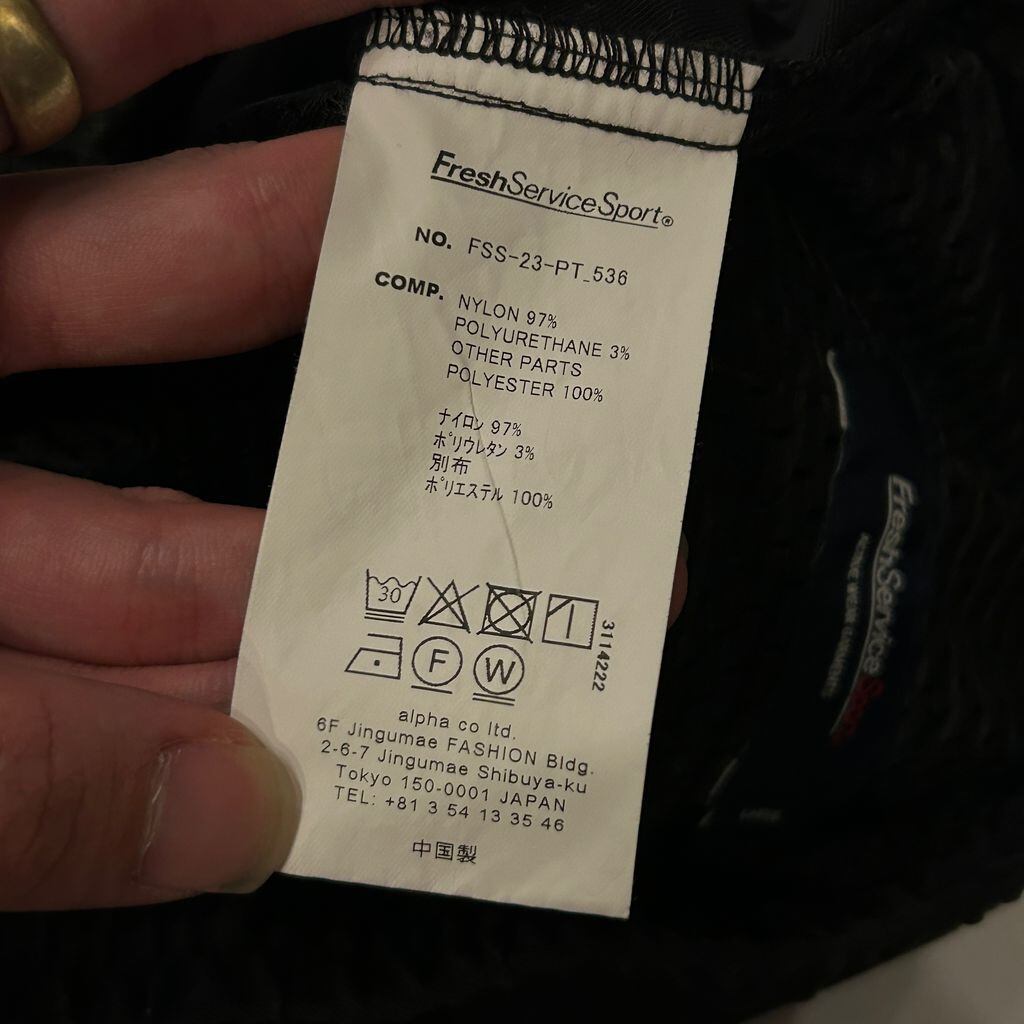 FreshServiceSport®
NO. FSS-23-PT_536
COMP. NYLON 97%
POLYURETHANE 3%
OTHER PARTS
POLYESTER 100%
ﾅｲﾛﾝ 97%
ﾎﾟﾘｳﾚﾀﾝ 3%
別布
ﾎﾟﾘｴｽﾃﾙ 100%
30
3114222
F W
alpha co ltd.
6F Jingumae FASHION Bldg.
2-6-7 Jingumae Shibuya-ku
Tokyo 150-0001 JAPAN
TEL: +81 3 54 13 35 46
中国製
FreshServiceSport